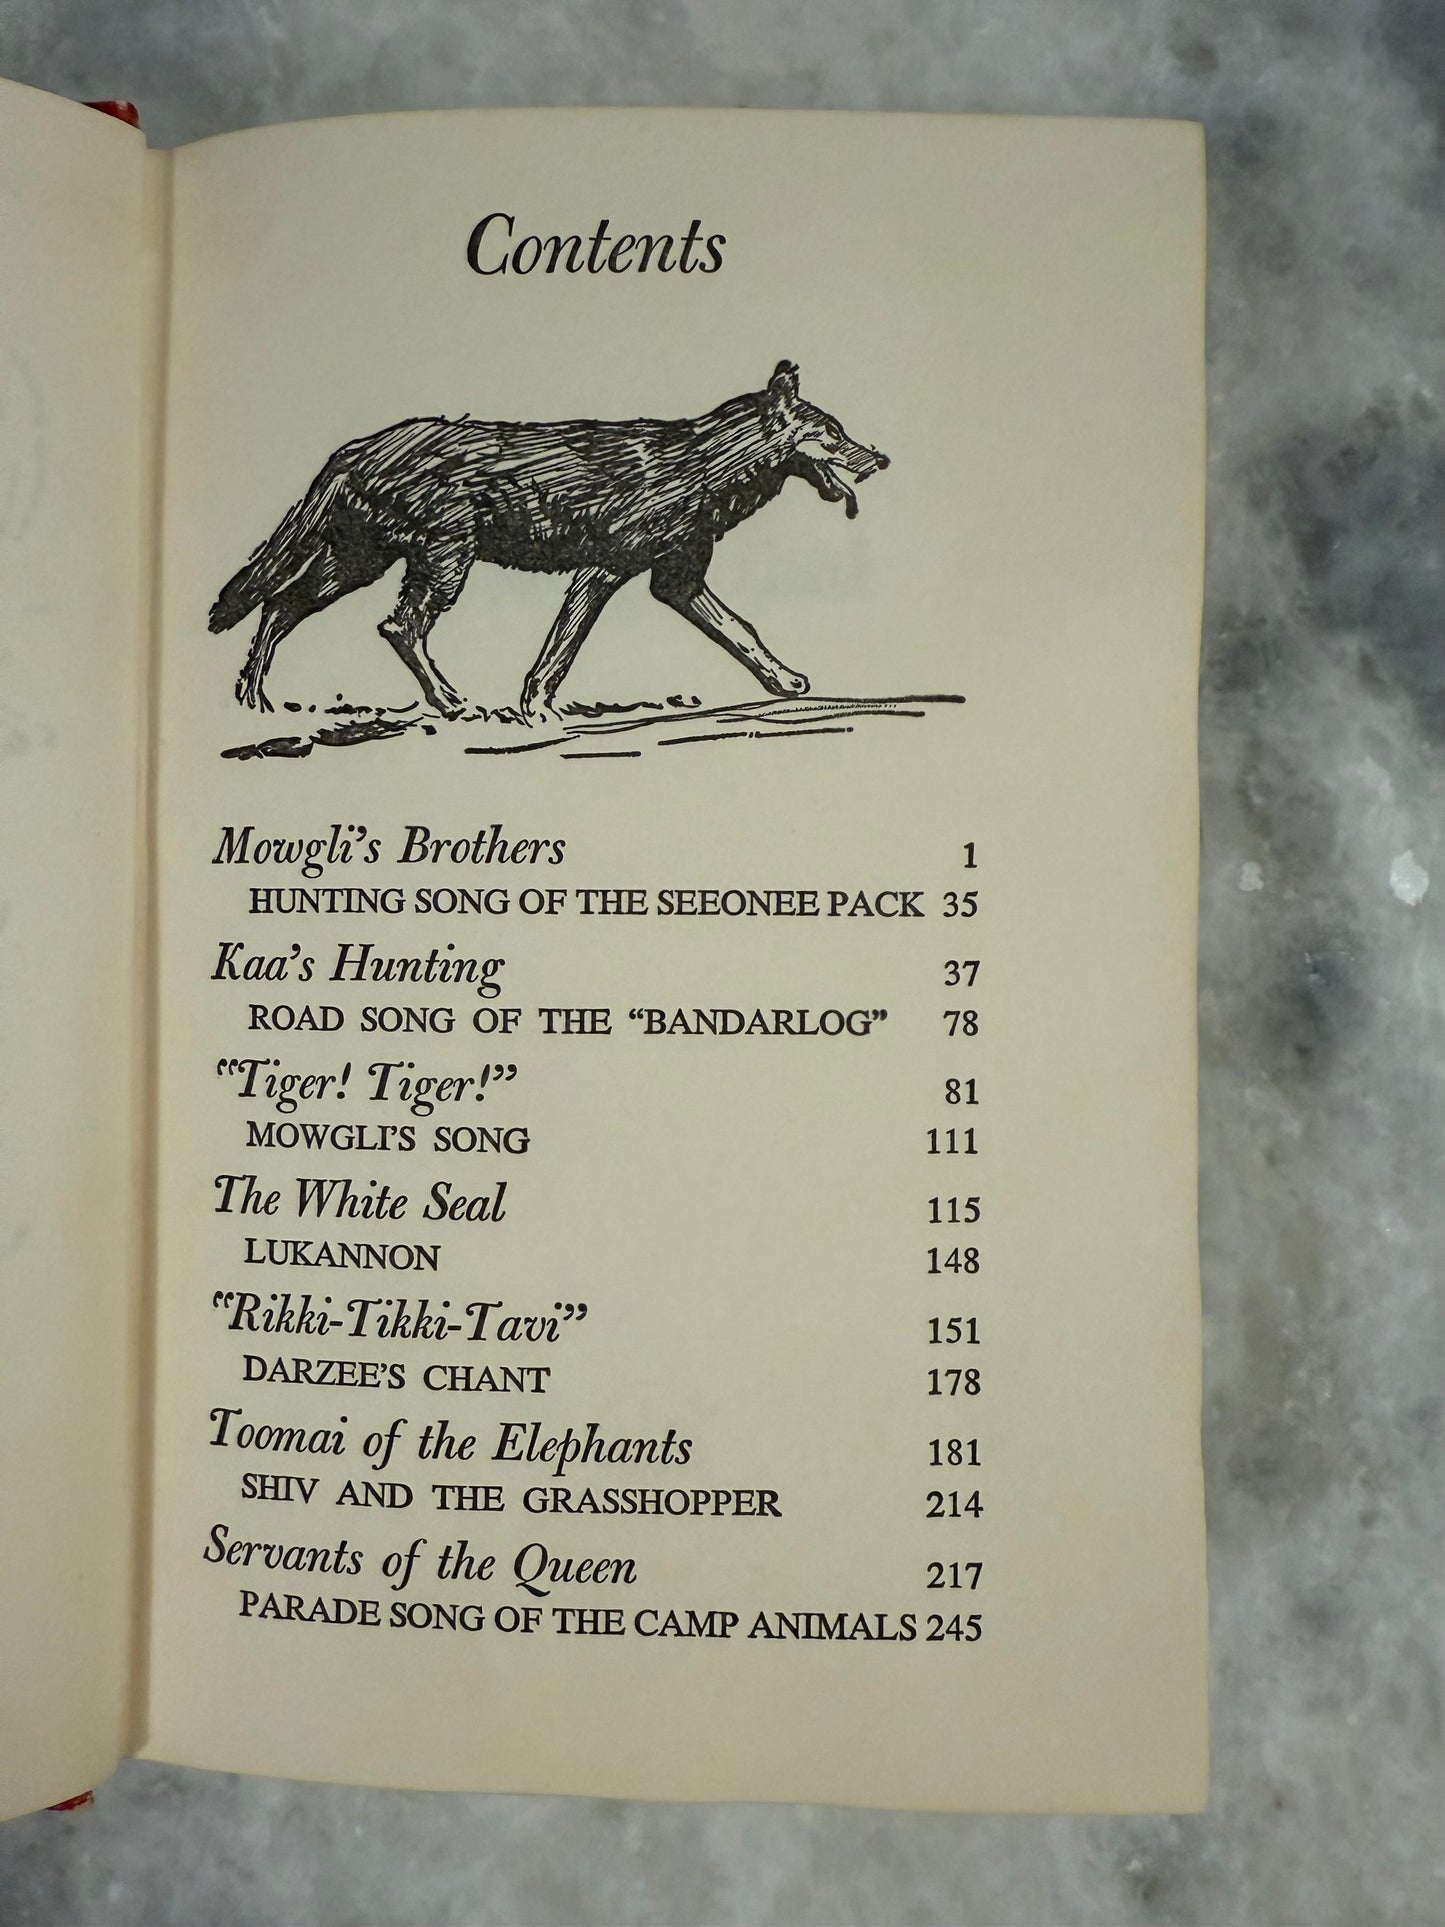 Contents
Mowgli's Brothers 1
HUNTING SONG OF THE SEEONEE PACK 35
Kaa's Hunting 37
ROAD SONG OF THE “BANDARLOG” 78
“Tiger! Tiger!” 81
MOWGLI'S SONG 111
The White Seal 115
LUKANNON 148
“Rikki-Tikki-Tavi” 151
DARZEE'S CHANT 178
Toomai of the Elephants 181
SHIV AND THE GRASSHOPPER 214
Servants of the Queen 217
PARADE SONG OF THE CAMP ANIMALS 245